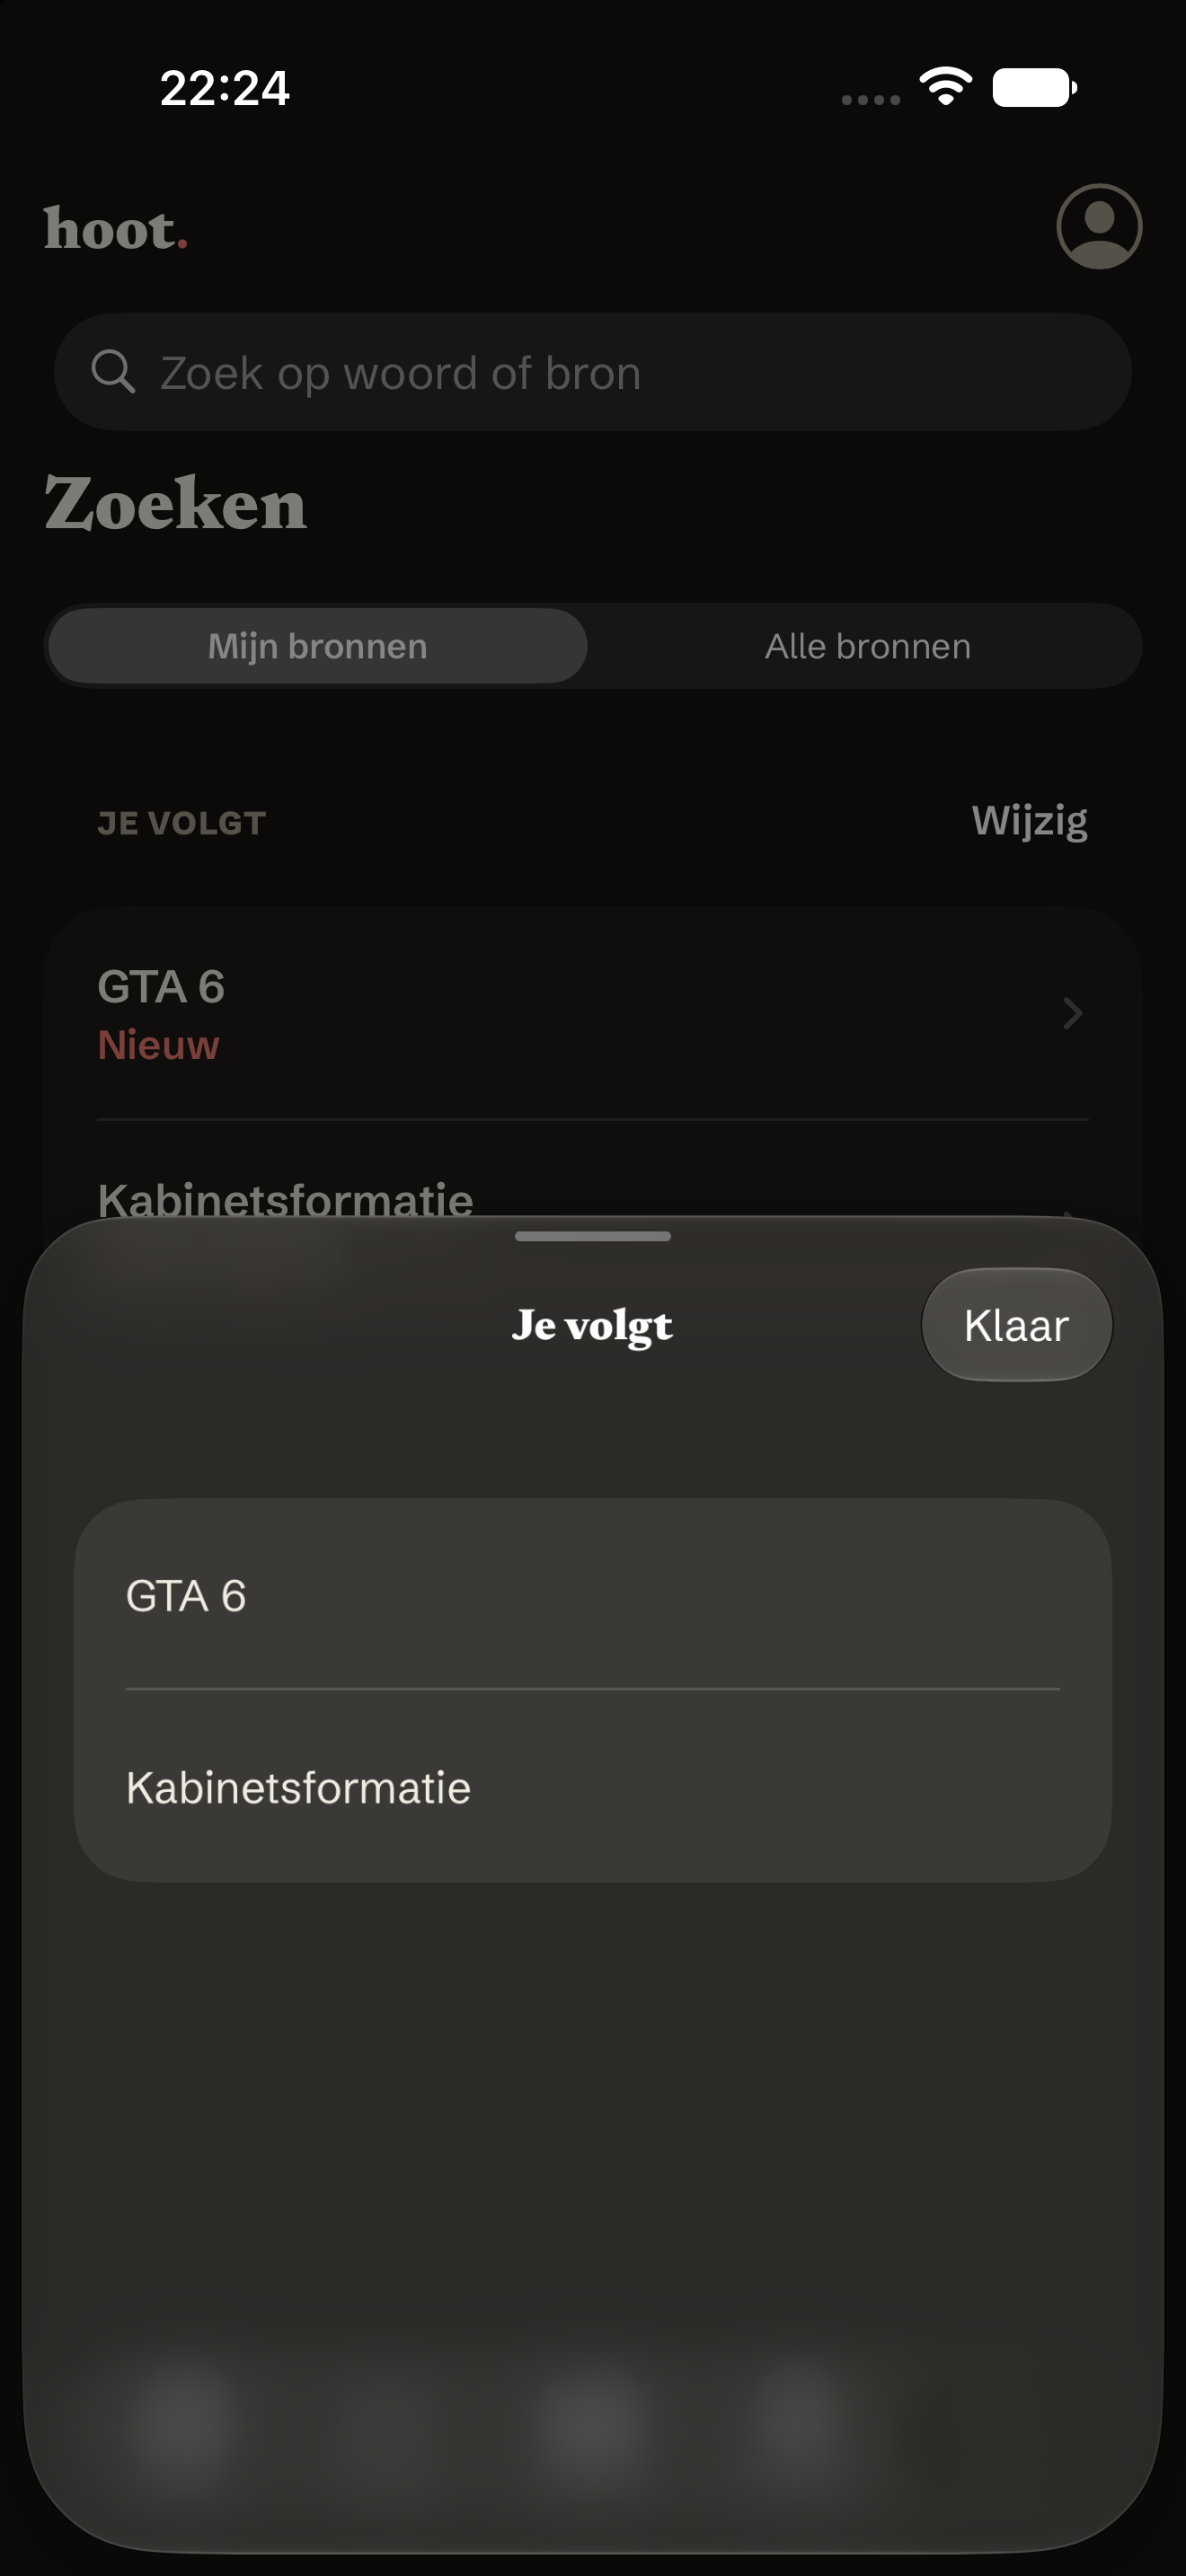 22:24
hoot.
Zoek op woord of bron
Zoeken
Mijn bronnen
Alle bronnen
JE VOLGT
Wijzig
GTA 6
Nieuw
Kabinetsformatie
Je volgt
Klaar
GTA 6
Kabinetsformatie